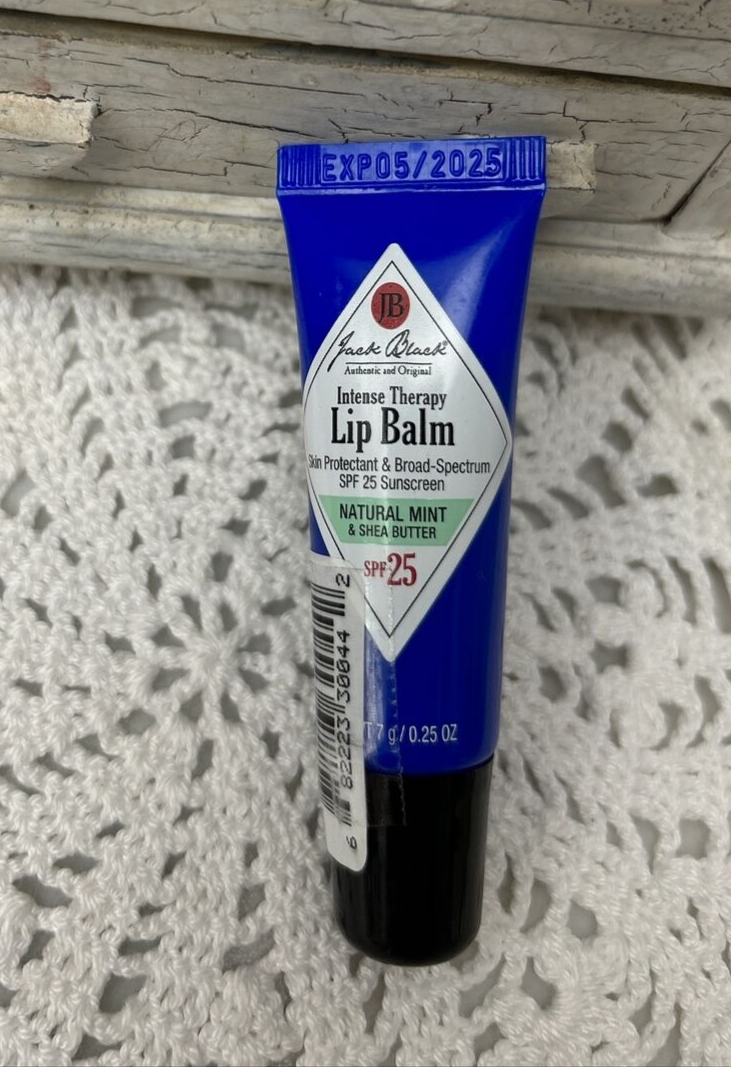 EXP05/2025
JB
Jack Black®
Authentic and Original
Intense Therapy
Lip Balm
Skin Protectant & Broad-Spectrum
SPF 25 Sunscreen
NATURAL MINT
& SHEA BUTTER
SPF 25
7 g / 0.25 OZ
6 82223 30044 2